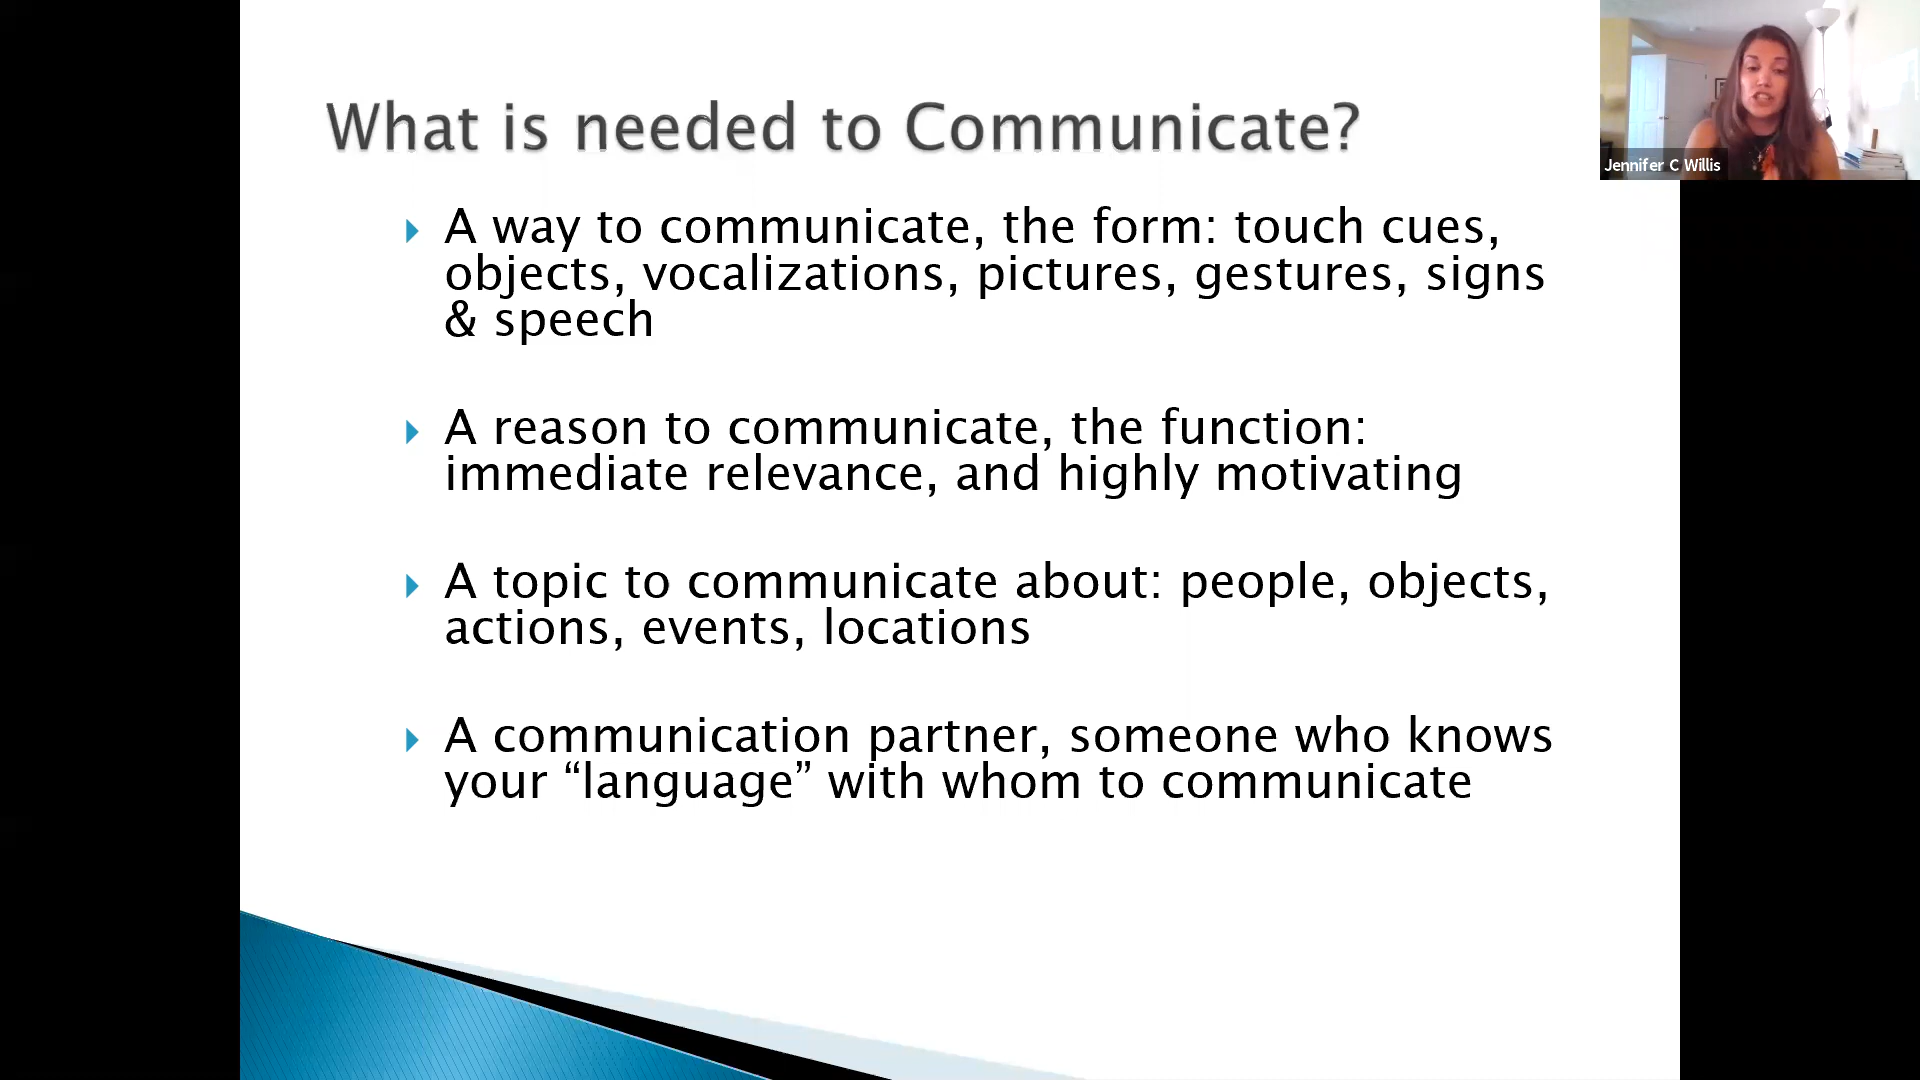 What is needed to Communicate?
Jennifer C Willis
A way to communicate, the form: touch cues,
objects, vocalizations, pictures, gestures, signs
& speech
A reason to communicate, the function:
immediate relevance, and highly motivating
A topic to communicate about: people, objects,
actions, events, locations
A communication partner, someone who knows
your “language” with whom to communicate